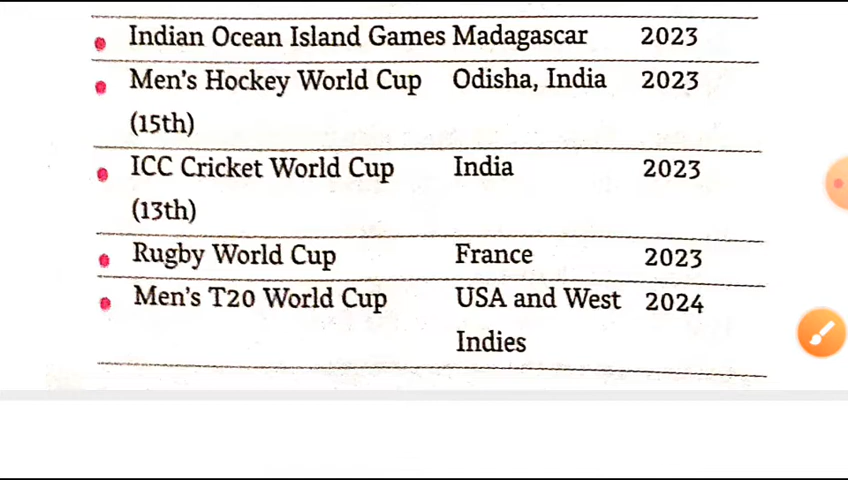 Indian Ocean Island Games Madagascar 2023
Men's Hockey World Cup Odisha, India 2023
(15th)
ICC Cricket World Cup India 2023
(13th)
Rugby World Cup France 2023
Men's T20 World Cup USA and West 2024
Indies